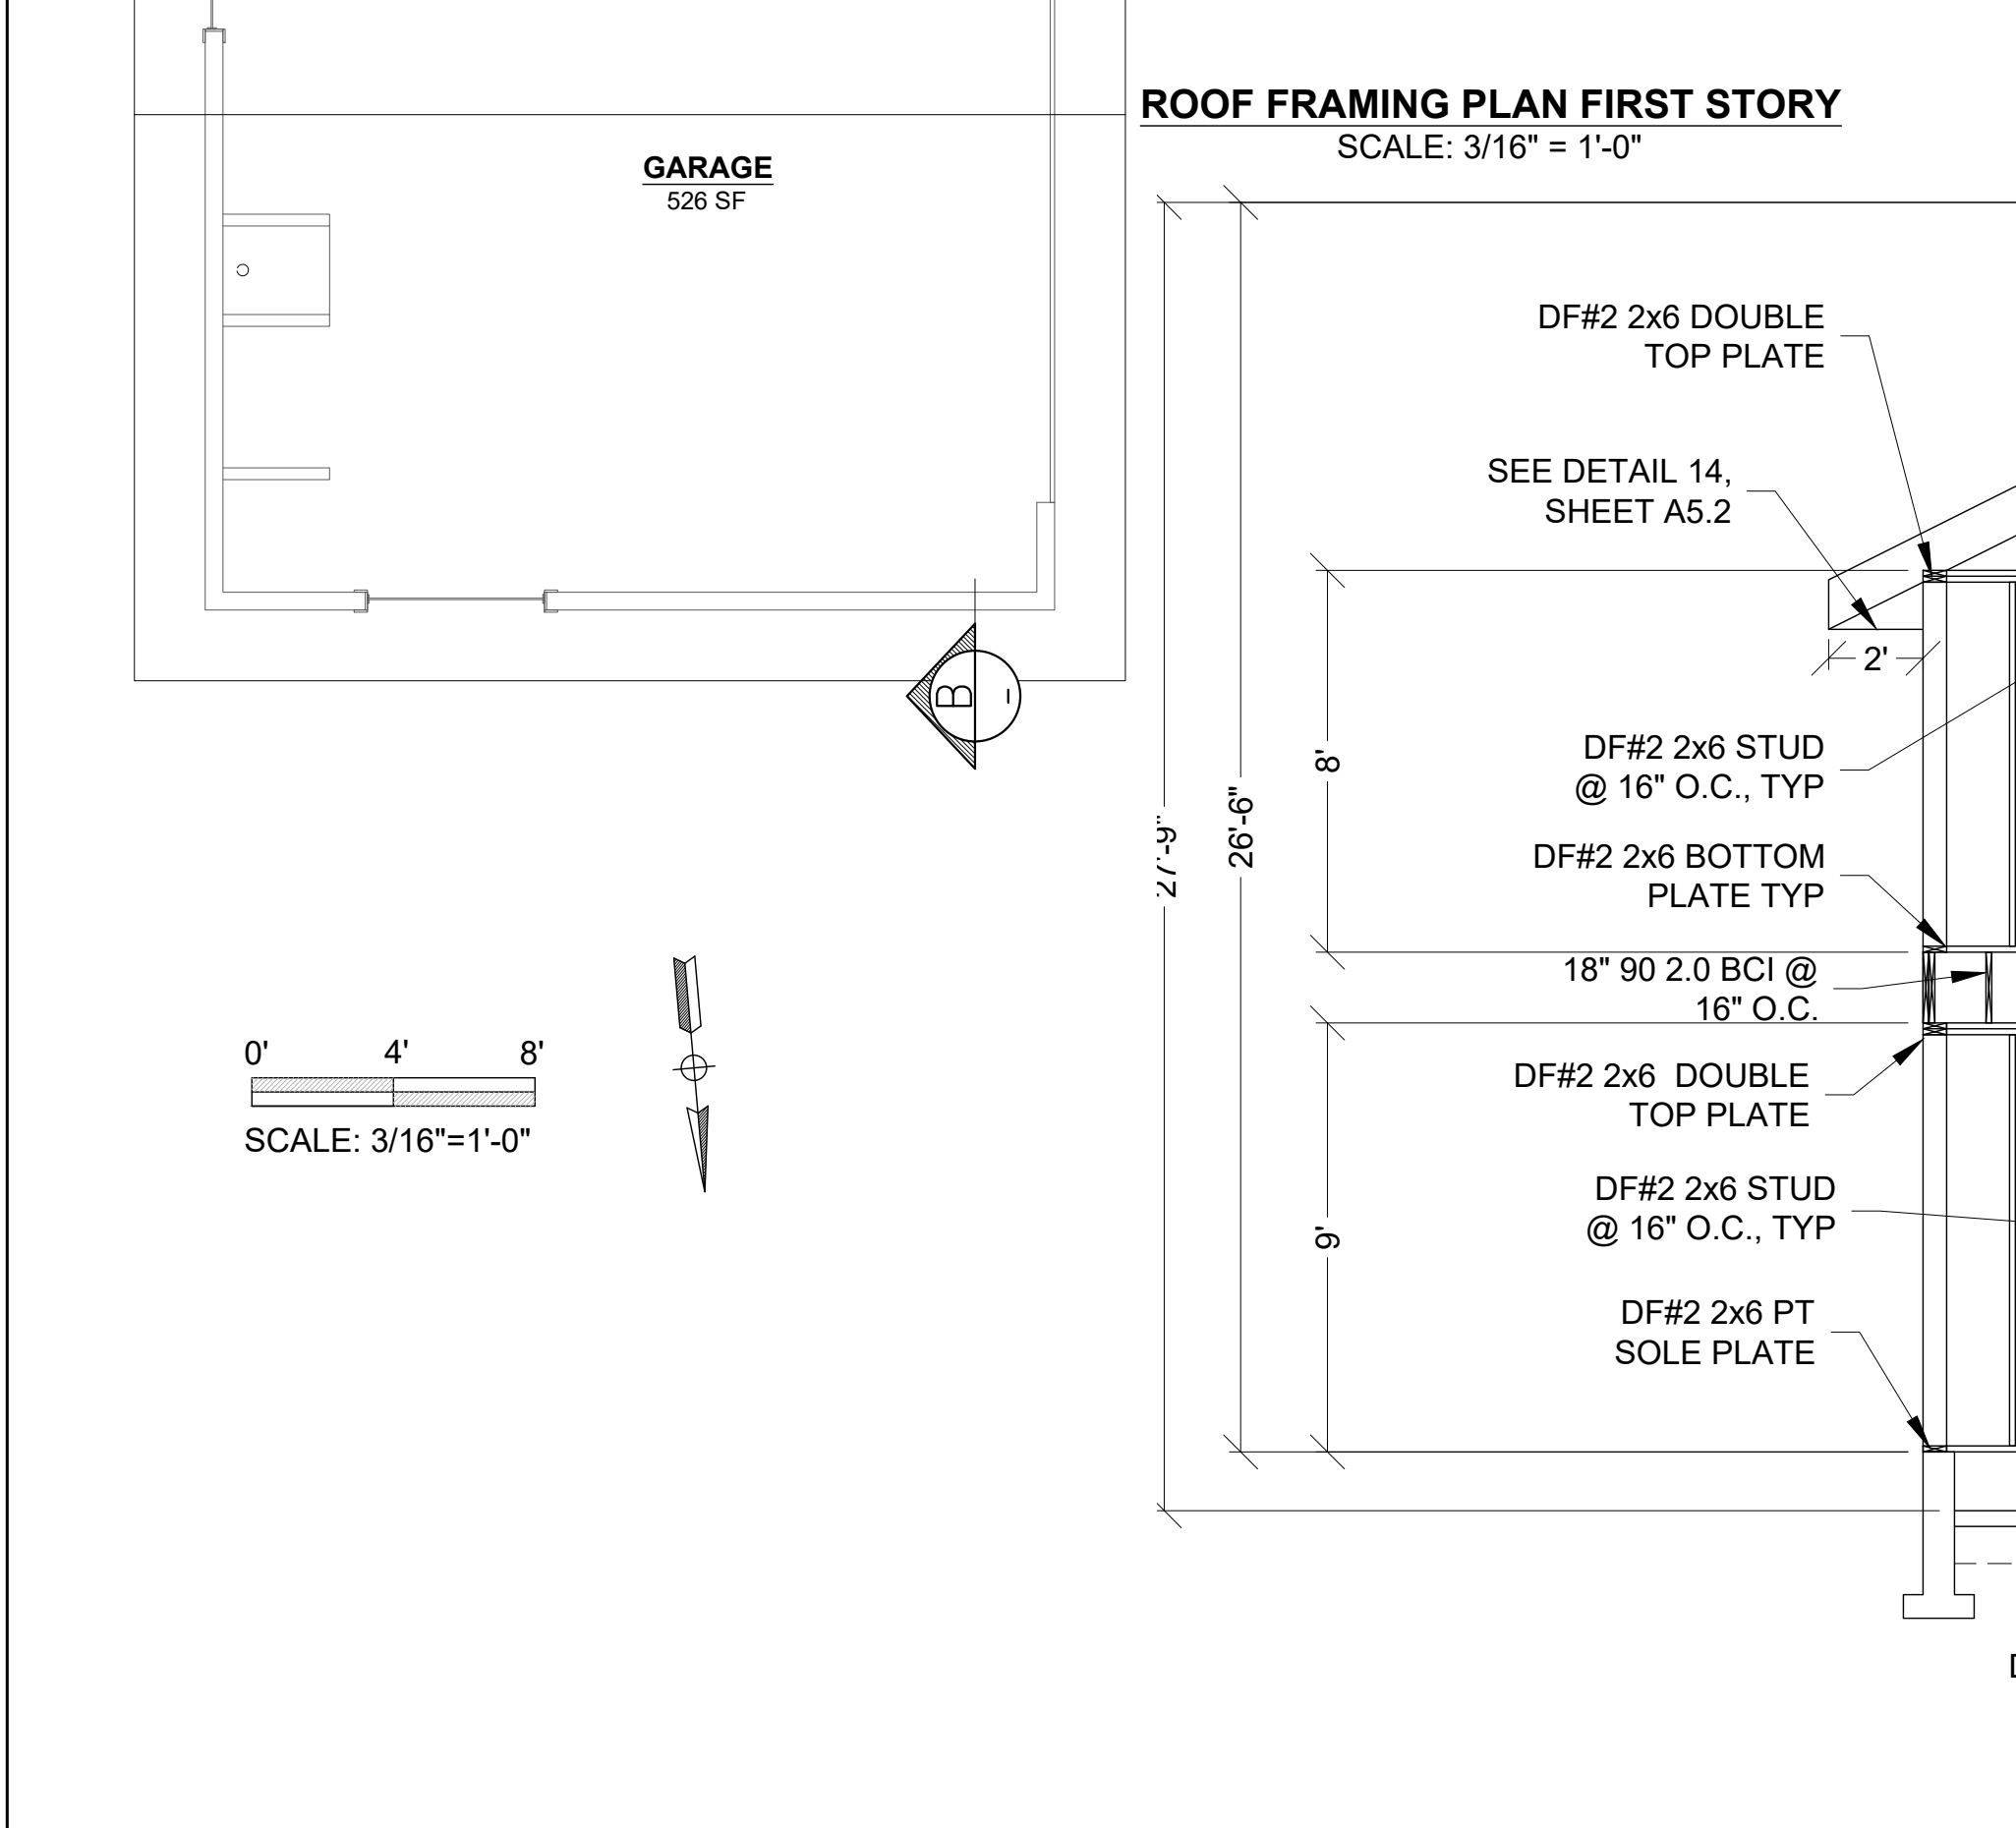 ROOF FRAMING PLAN FIRST STORY
SCALE: 3/16" = 1'-0"
GARAGE
526 SF
DF#2 2x6 DOUBLE
TOP PLATE
SEE DETAIL 14,
SHEET A5.2
2'
B
-
DF#2 2x6 STUD
@ 16" O.C., TYP
8'
26'-6"
27'-9"
DF#2 2x6 BOTTOM
PLATE TYP
18" 90 2.0 BCI @
16" O.C.
0' 4' 8'
SCALE: 3/16"=1'-0"
DF#2 2x6 DOUBLE
TOP PLATE
DF#2 2x6 STUD
@ 16" O.C., TYP
9'
DF#2 2x6 PT
SOLE PLATE